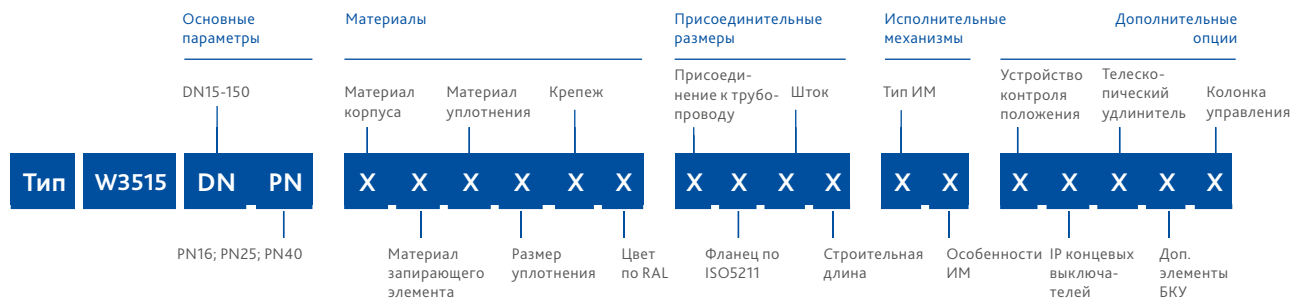 Основные
параметры
Материалы
Присоединительные
размеры
Исполнительные
механизмы
Дополнительные
опции
DN15-150
Материал
корпуса
Материал
уплотнения
Крепеж
Присоеди-
нение к трубо-
проводу
Шток
Тип ИМ
Устройство
контроля
положения
Телеско-
пический
удлинитель
Колонка
управления
Тип W3515 DN PN X X X X X X X X X X X X X X X X X
PN16; PN25; PN40
Материал
запирающего
элемента
Размер
уплотнения
Цвет
по RAL
Фланец по
ISO5211
Строительная
длина
Особенности
ИМ
IP концевых
выключа-
телей
Доп.
элементы
БКУ